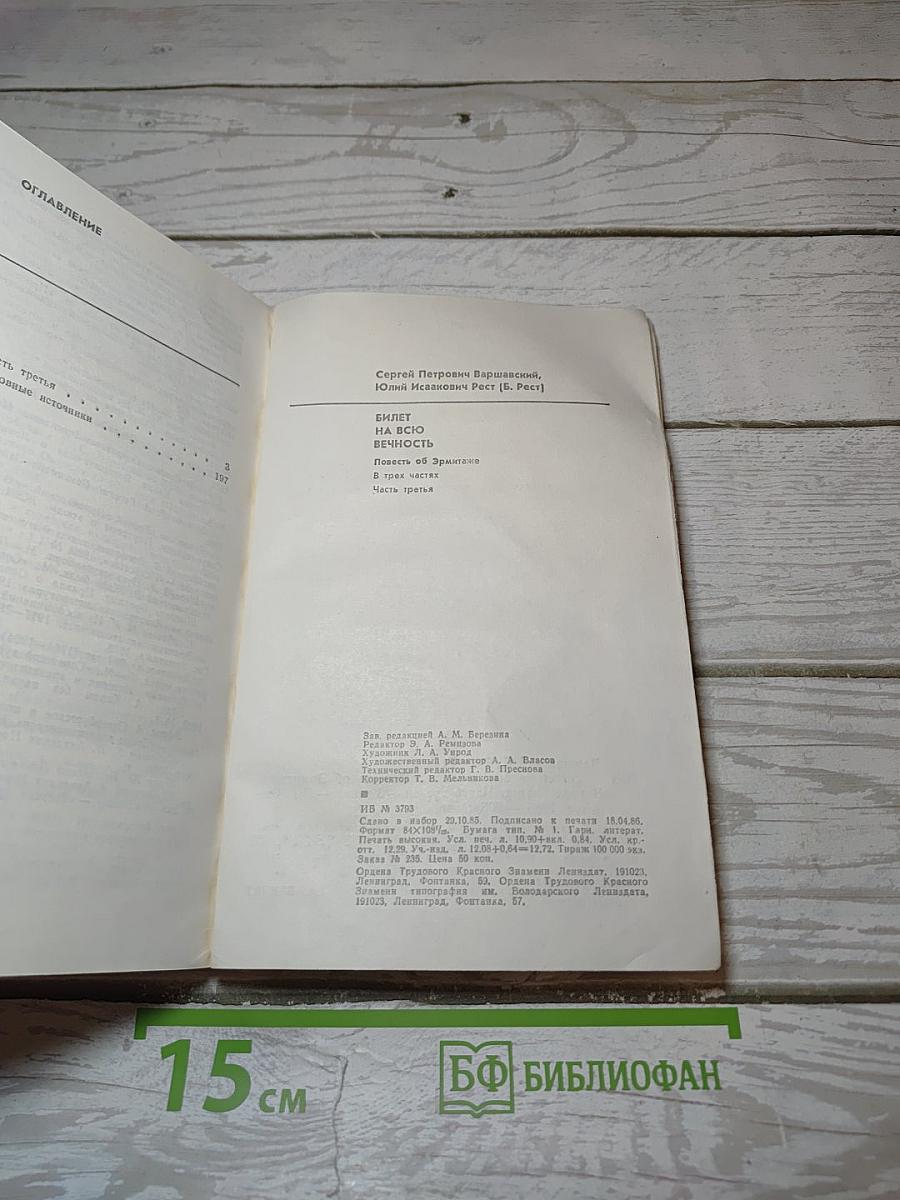 ОГЛАВЛЕНИЕ
третья . . . . . . . . . . . . 3
источники . . . . . . . . . 197
Сергей Петрович Варшавский,
Юлий Исаакович Рест (Б. Рест)
БИЛЕТ
НА ВСЮ
ВЕЧНОСТЬ
Повесть об Эрмитаже
В трех частях
Часть третья
Зав. редакцией А. М. Березина
Редактор Э. А. Ремизова
Художник Л. А. Унрод
Художественный редактор А. А. Власов
Технический редактор Г. В. Преснова
Корректор Т. В. Мельникова
ИБ № 3793
Сдано в набор 29.10.85. Подписано к печати 18.04.86.
Формат 84×108¹/₃₂. Бумага тип. № 1. Гарн. литерат.
Печать высокая. Усл. печ. л. 10,90+вкл. 0,84. Усл. кр.-
отт. 12,29. Уч.-изд. л. 12,08+0,64=12,72. Тираж 100 000 экз.
Заказ № 235. Цена 50 коп.
Ордена Трудового Красного Знамени Лениздат, 191023,
Ленинград, Фонтанка, 59. Ордена Трудового Красного
Знамени типография им. Володарского Лениздата,
191023, Ленинград, Фонтанка, 57.
15 см
БФ БИБЛИОФАН